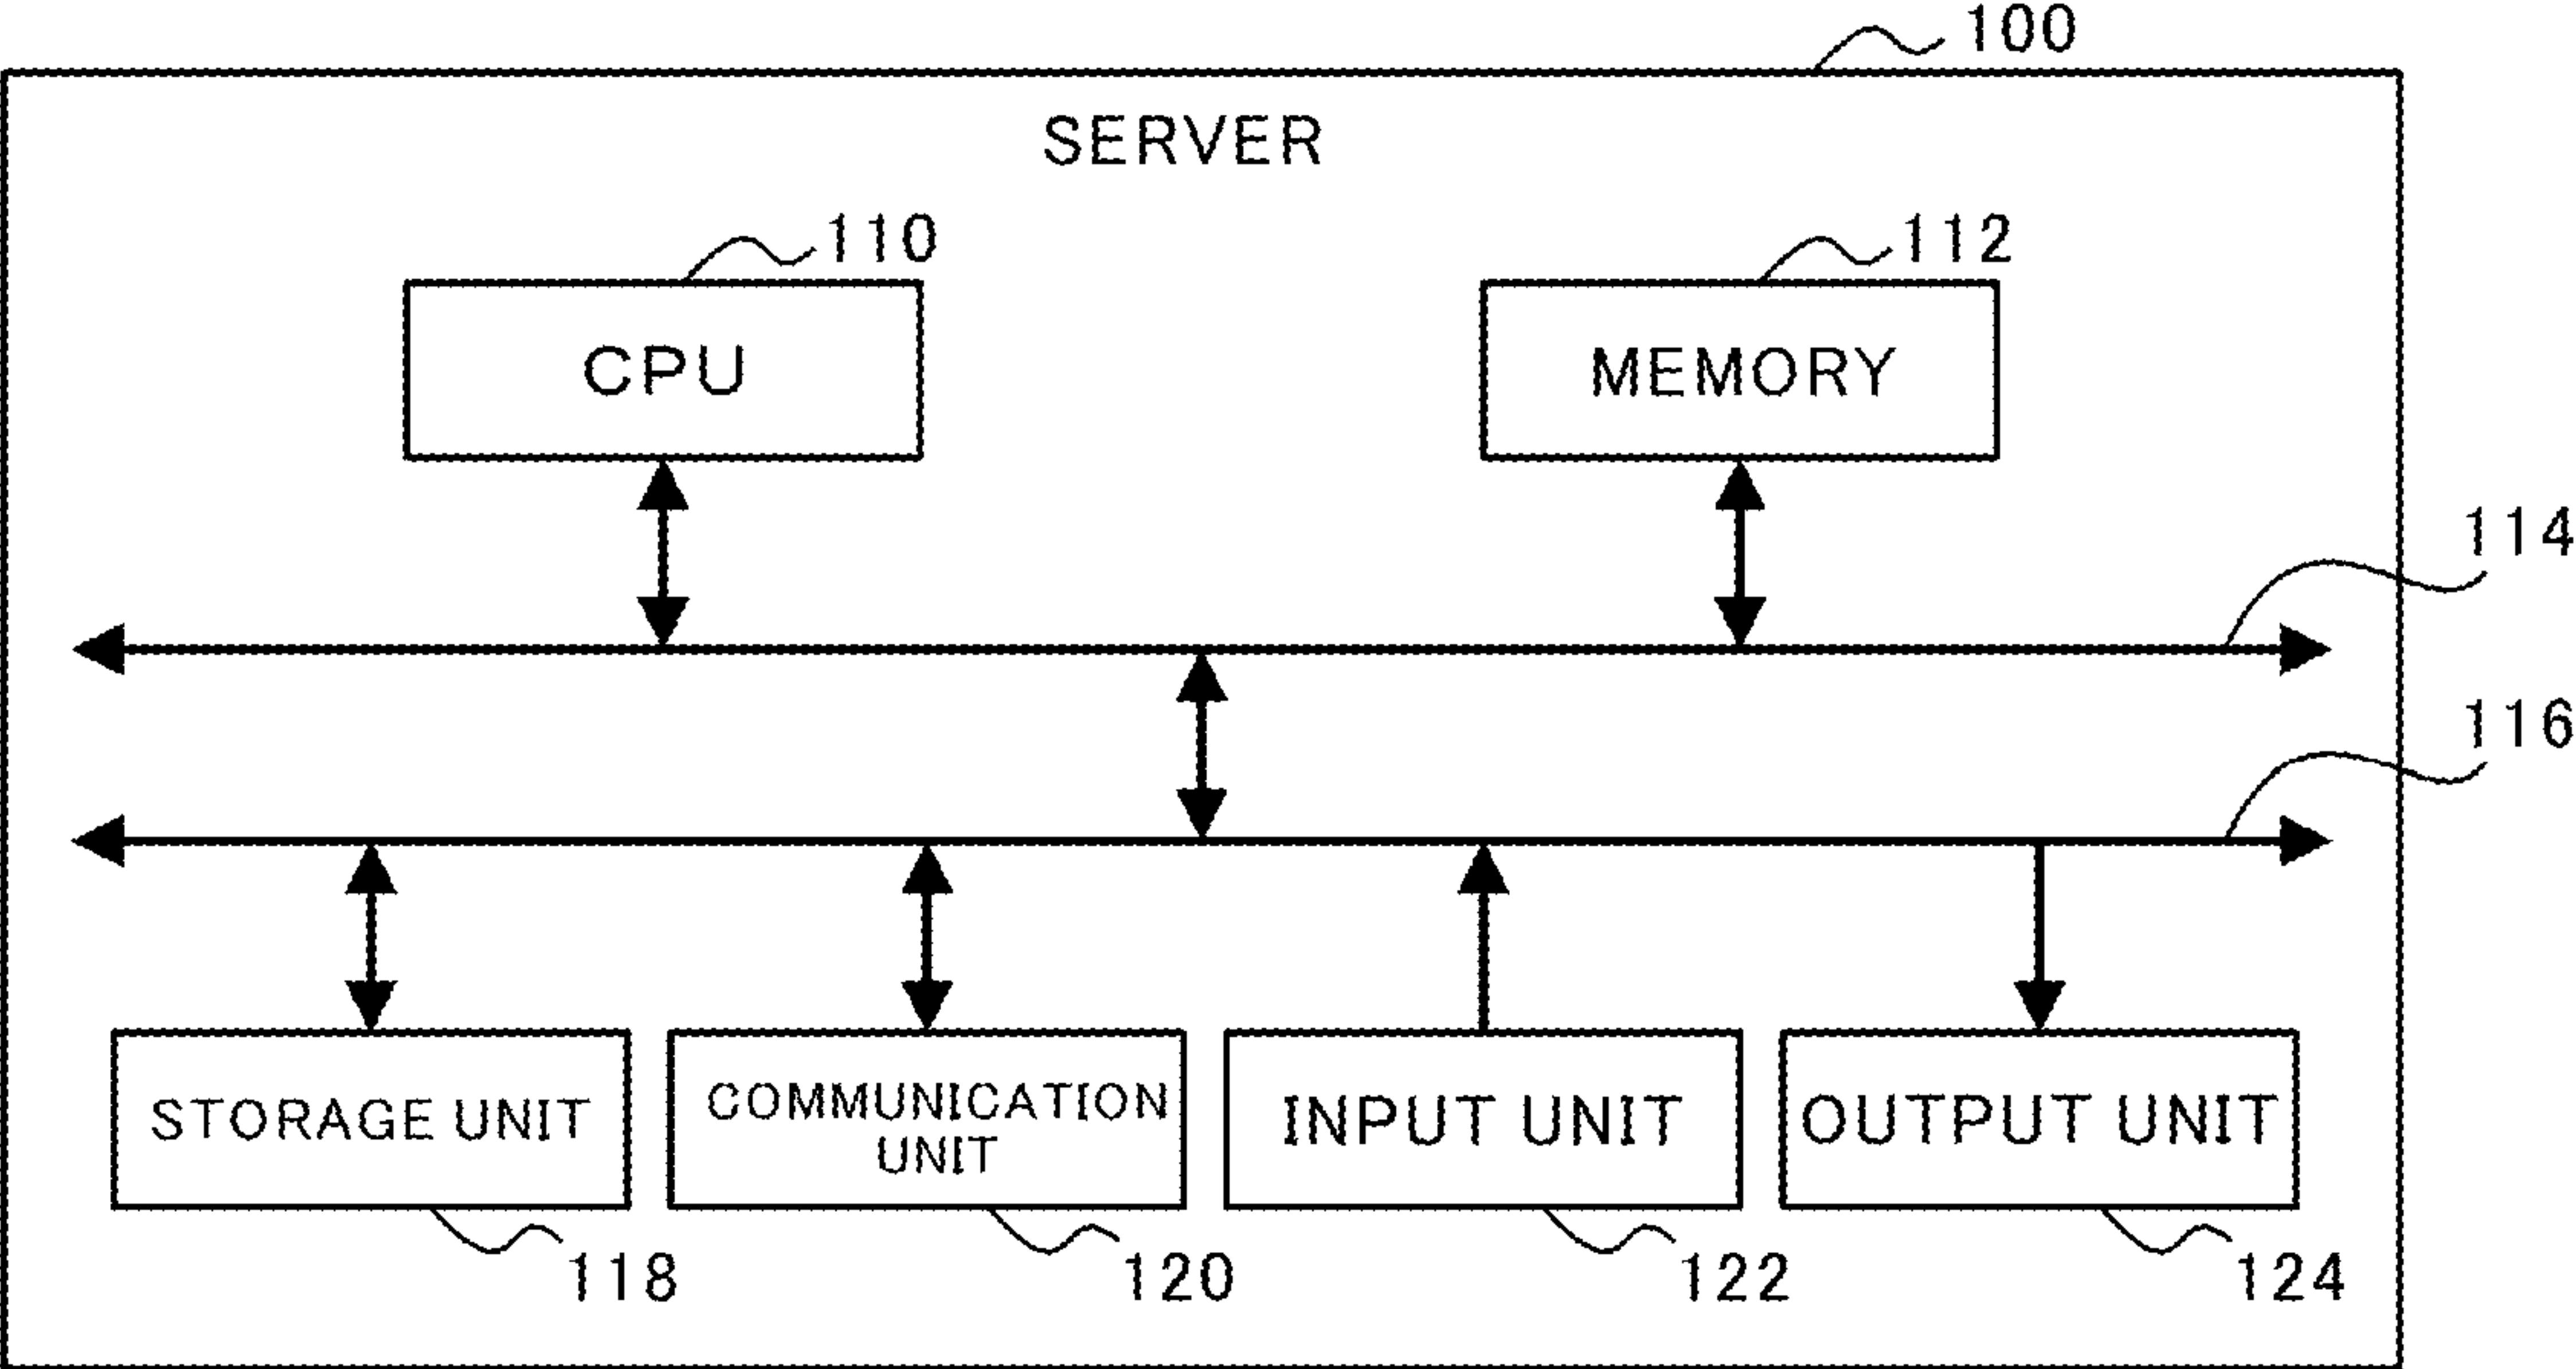 100
SERVER
110
112
CPU
MEMORY
114
116
STORAGE UNIT
COMMUNICATION
UNIT
INPUT UNIT
OUTPUT UNIT
118
120
122
124